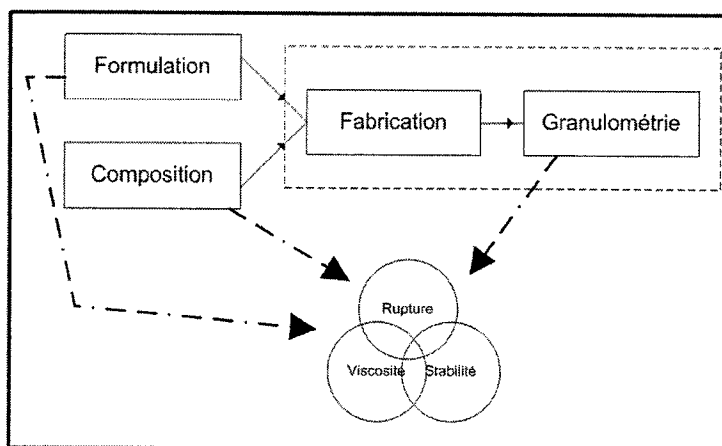 Formulation
Composition
Fabrication
Granulométrie
Rupture
Viscosité
Stabilité